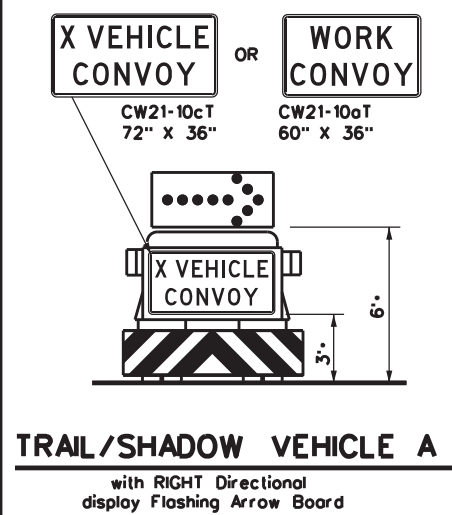 X VEHICLE
CONVOY
OR
WORK
CONVOY
CW21-10cT
72" X 36"
CW21-10aT
60" X 36"
X VEHICLE
CONVOY
6'±
3'±
TRAIL/SHADOW VEHICLE A
with RIGHT Directional
display Flashing Arrow Board